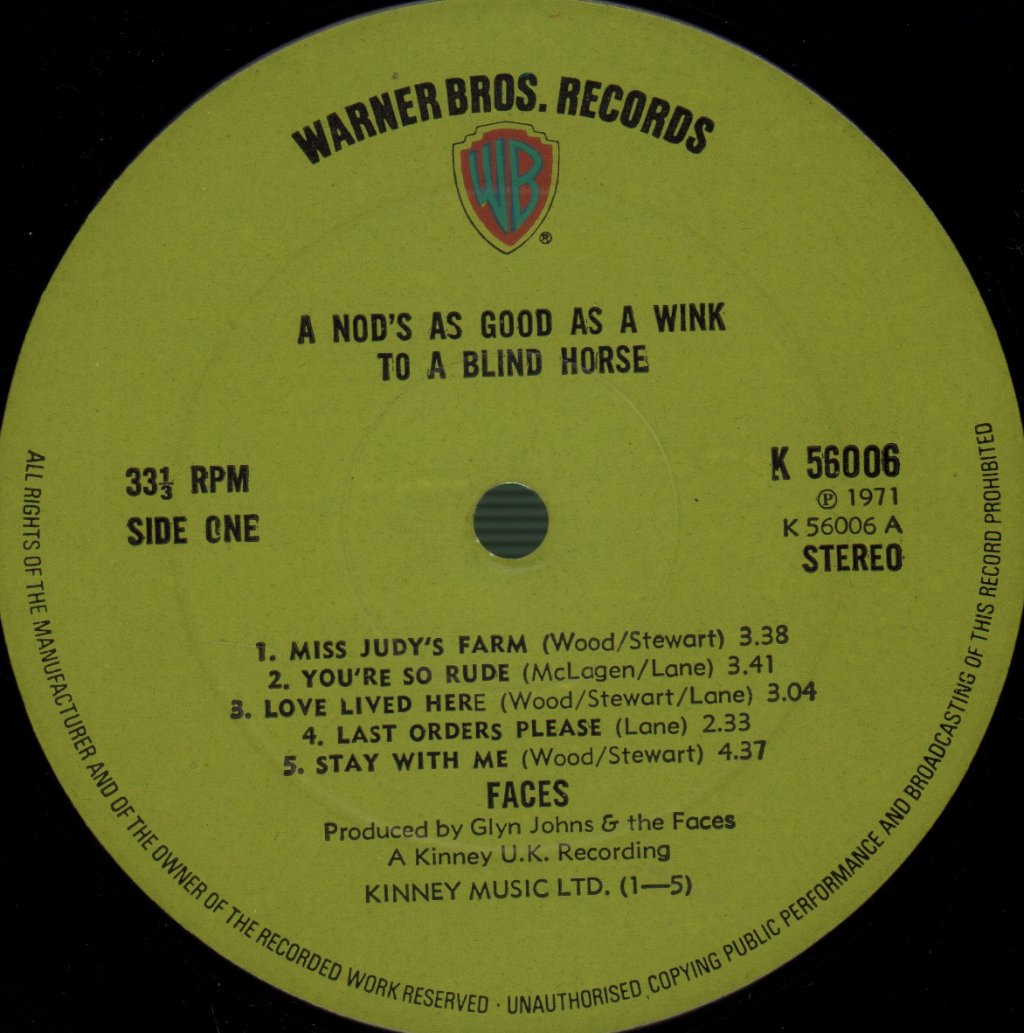 WARNER BROS. RECORDS
WB
®
A NOD'S AS GOOD AS A WINK
TO A BLIND HORSE
33⅓ RPM
SIDE ONE
K 56006
℗ 1971
K 56006 A
STEREO
1. MISS JUDY'S FARM (Wood/Stewart) 3.38
2. YOU'RE SO RUDE (McLagen/Lane) 3.41
3. LOVE LIVED HERE (Wood/Stewart/Lane) 3.04
4. LAST ORDERS PLEASE (Lane) 2.33
5. STAY WITH ME (Wood/Stewart) 4.37
FACES
Produced by Glyn Johns & the Faces
A Kinney U.K. Recording
KINNEY MUSIC LTD. (1—5)
ALL RIGHTS OF THE MANUFACTURER AND OF THE OWNER OF THE RECORDED WORK RESERVED · UNAUTHORISED, COPYING PUBLIC PERFORMANCE AND BROADCASTING OF THIS RECORD PROHIBITED